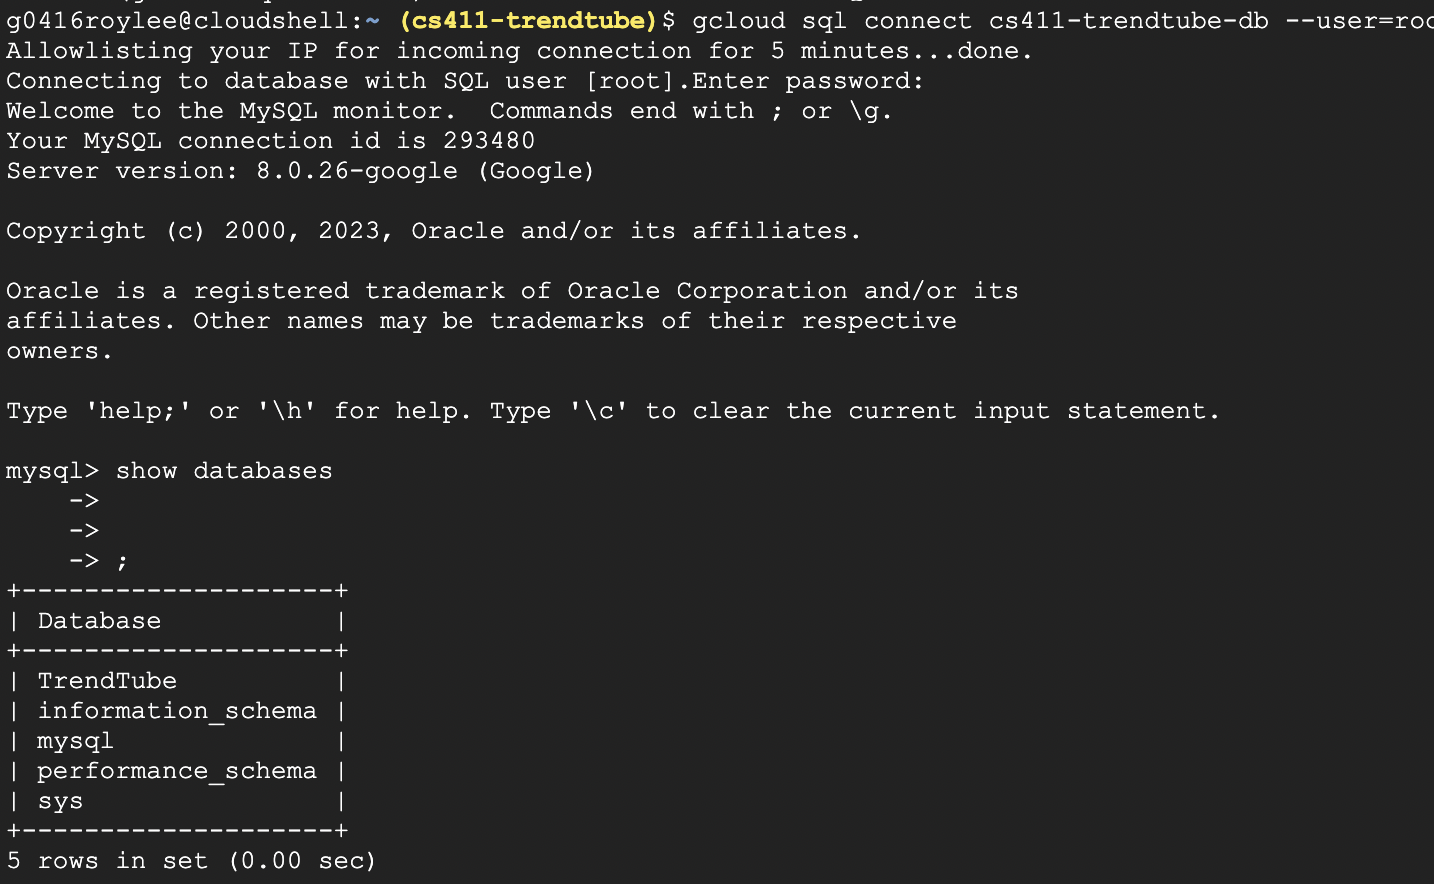 g0416roylee@cloudshell:~ (cs411-trendtube)$ gcloud sql connect cs411-trendtube-db --user=roo
Allowlisting your IP for incoming connection for 5 minutes...done.
Connecting to database with SQL user [root].Enter password:
Welcome to the MySQL monitor.  Commands end with ; or \g.
Your MySQL connection id is 293480
Server version: 8.0.26-google (Google)

Copyright (c) 2000, 2023, Oracle and/or its affiliates.

Oracle is a registered trademark of Oracle Corporation and/or its
affiliates. Other names may be trademarks of their respective
owners.

Type 'help;' or '\h' for help. Type '\c' to clear the current input statement.

mysql> show databases
    ->
    ->
    -> ;
+--------------------+
| Database           |
+--------------------+
| TrendTube          |
| information_schema |
| mysql              |
| performance_schema |
| sys                |
+--------------------+
5 rows in set (0.00 sec)